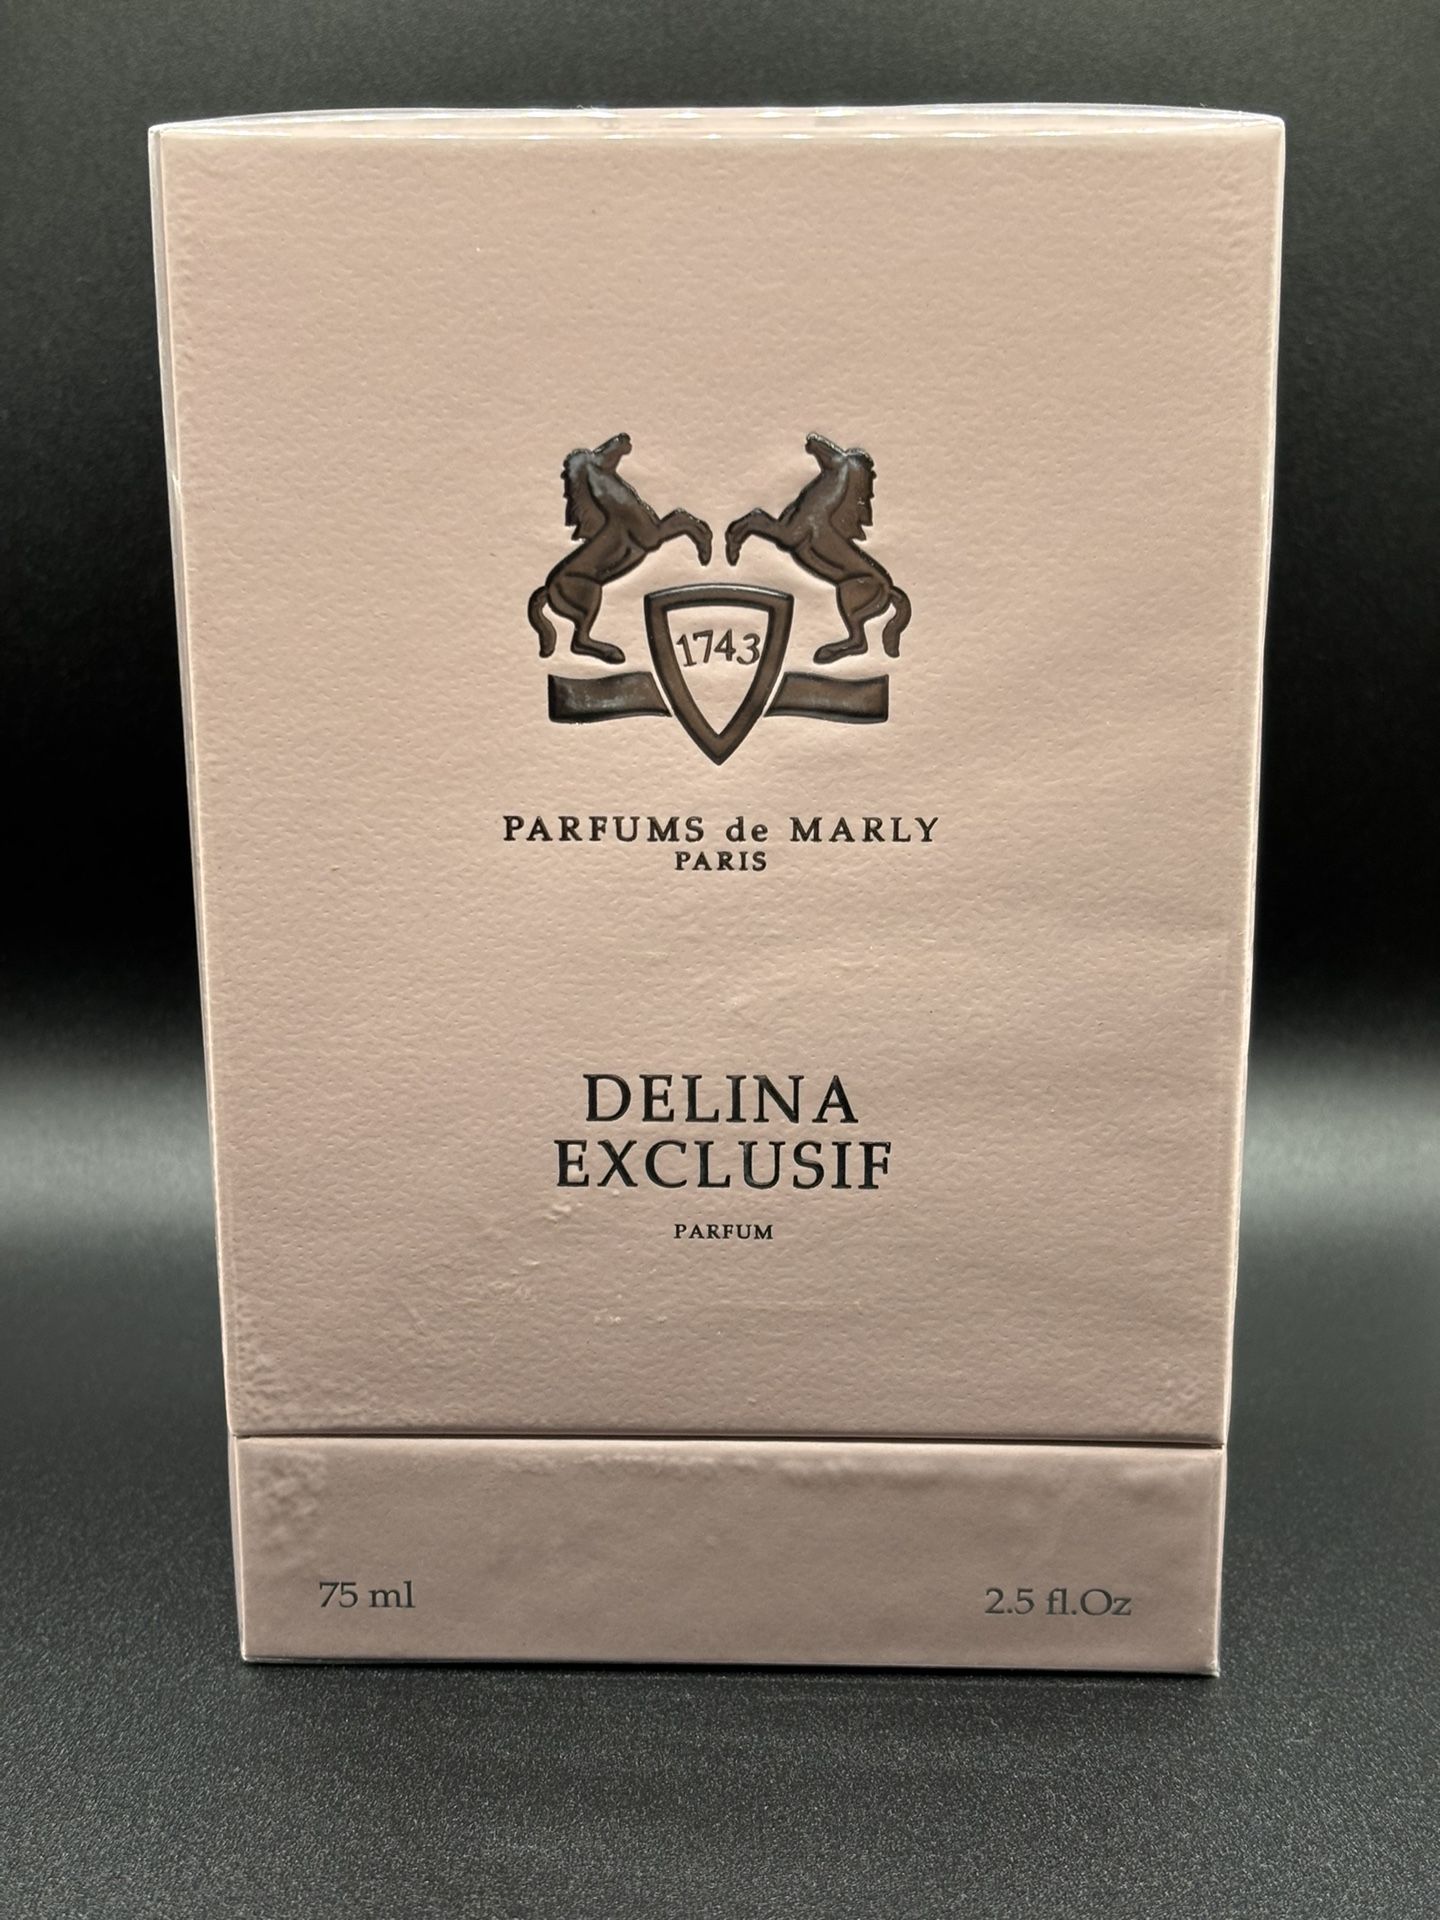 1743
PARFUMS de MARLY
PARIS
DELINA
EXCLUSIF
PARFUM
75 ml
2.5 fl.Oz